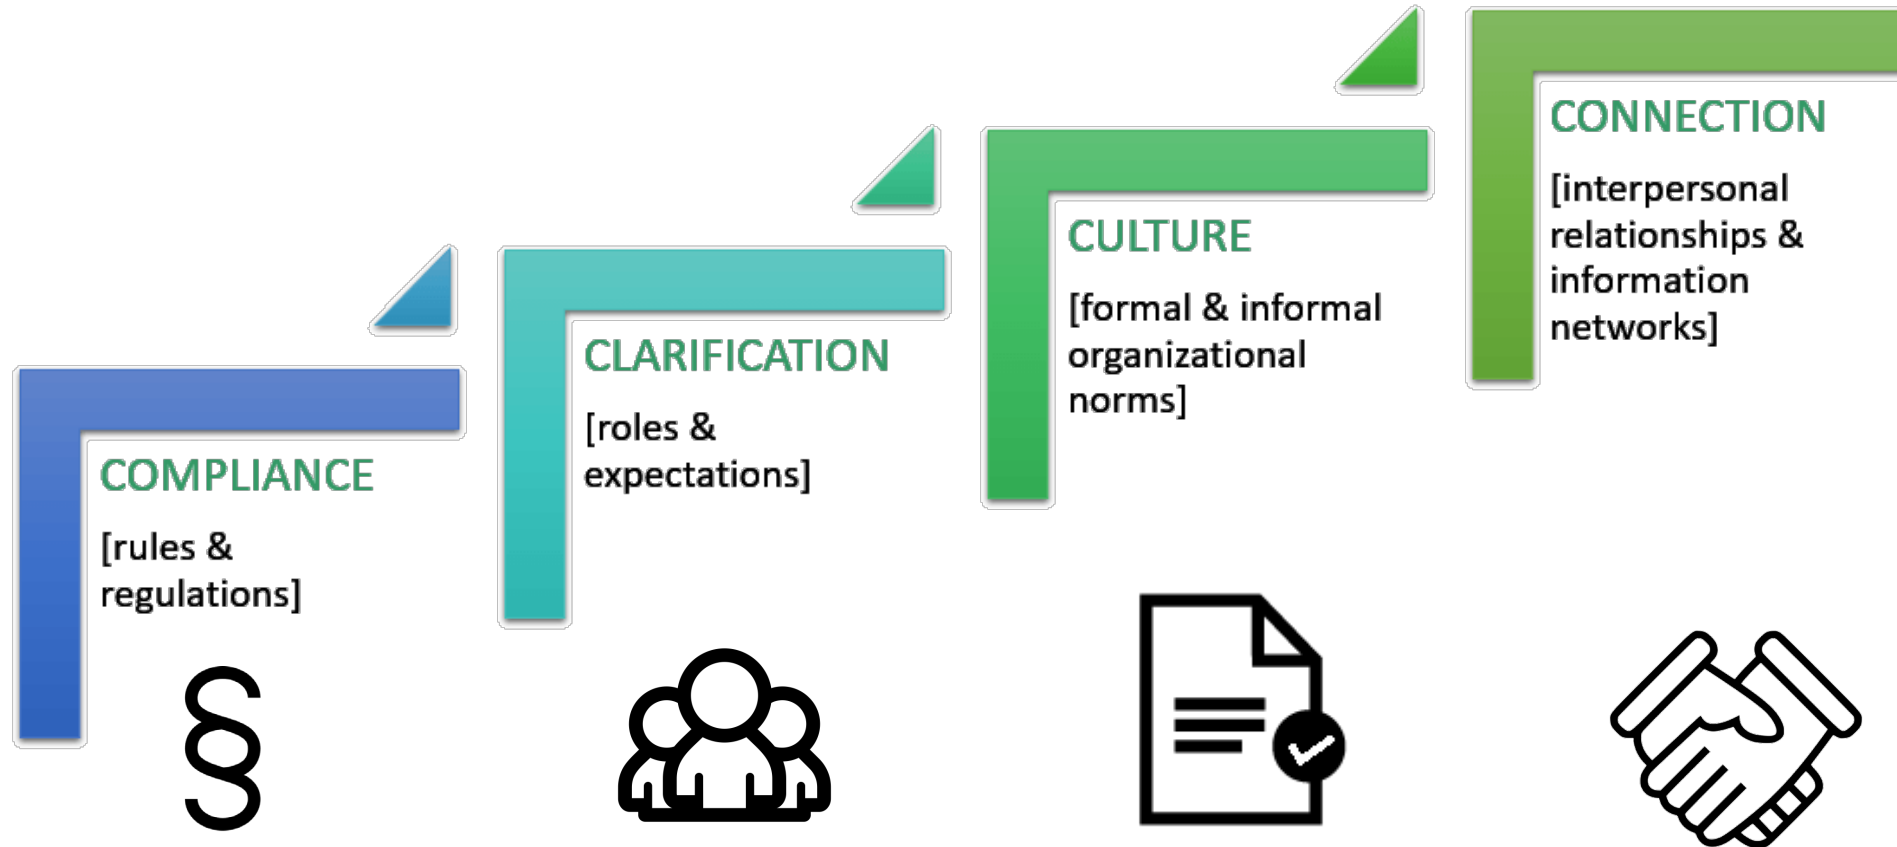 COMPLIANCE
[rules &
regulations]
§
CLARIFICATION
[roles &
expectations]
CULTURE
[formal & informal
organizational
norms]
CONNECTION
[interpersonal
relationships &
information
networks]